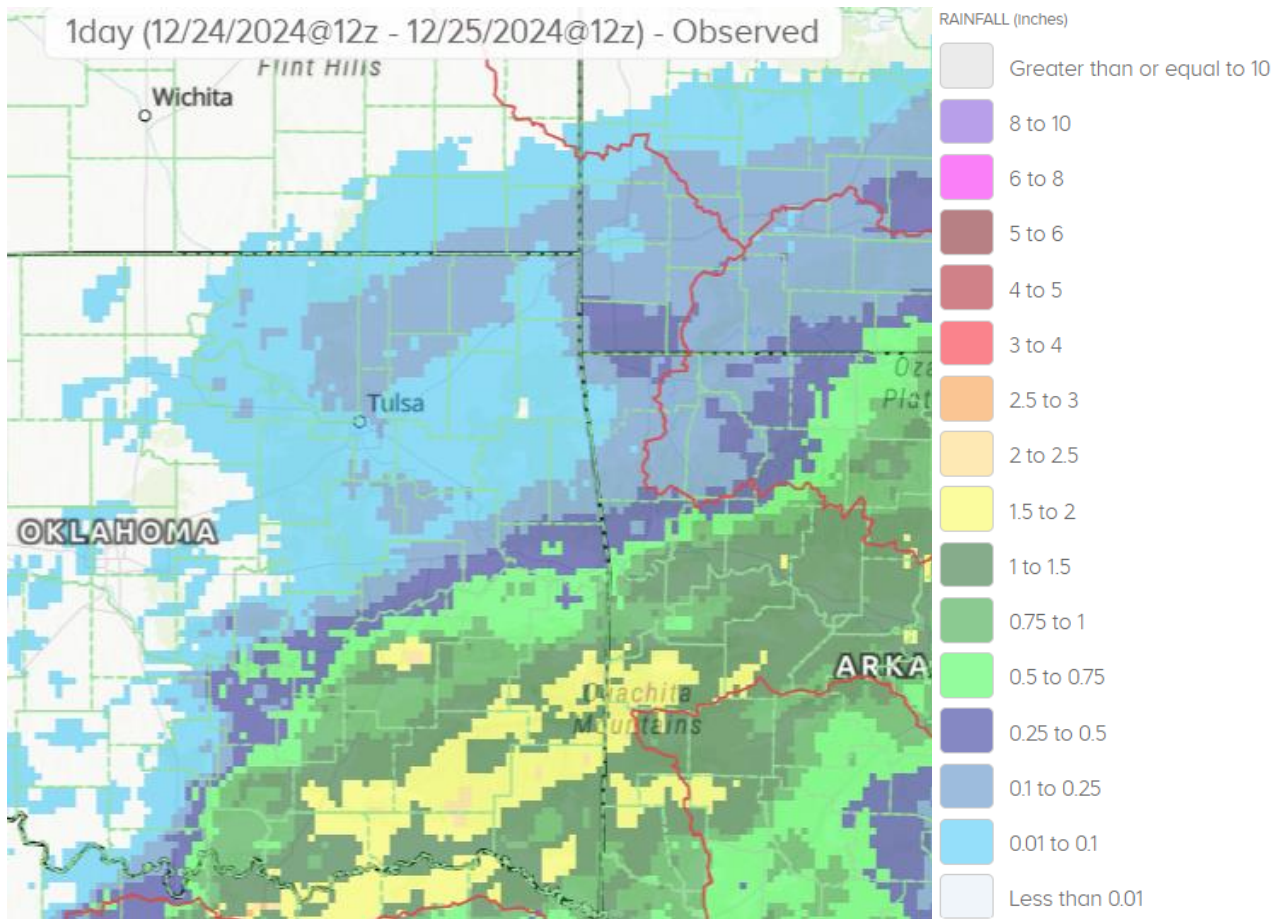 1day (12/24/2024@12z - 12/25/2024@12z) - Observed
Flint Hills
Wichita
Tulsa
OKLAHOMA
Oza
Plat
ARKA
Ouachita
Mountains
RAINFALL (inches)
Greater than or equal to 10
8 to 10
6 to 8
5 to 6
4 to 5
3 to 4
2.5 to 3
2 to 2.5
1.5 to 2
1 to 1.5
0.75 to 1
0.5 to 0.75
0.25 to 0.5
0.1 to 0.25
0.01 to 0.1
Less than 0.01